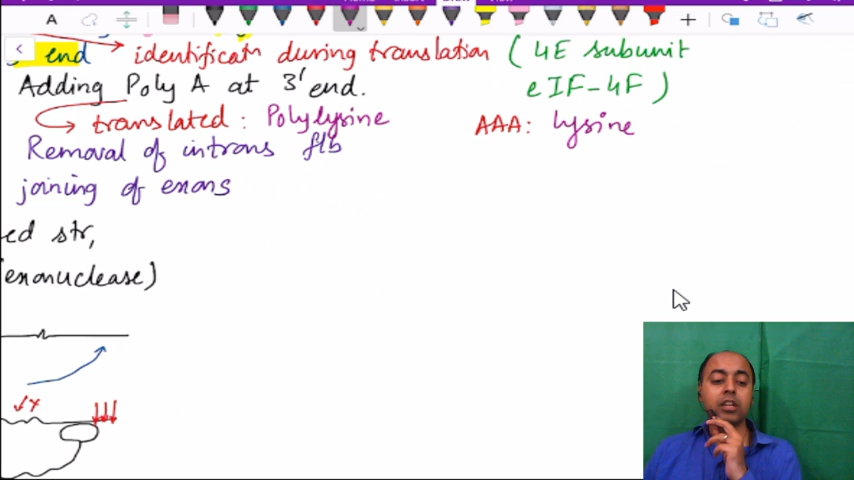 end identificatn during translation ( 4E subunit
eIF-4F )
Adding Poly A at 3' end.
translated : Polylysine AAA: lysine
Removal of introns flb
joining of exons
ed str,
exonuclease)